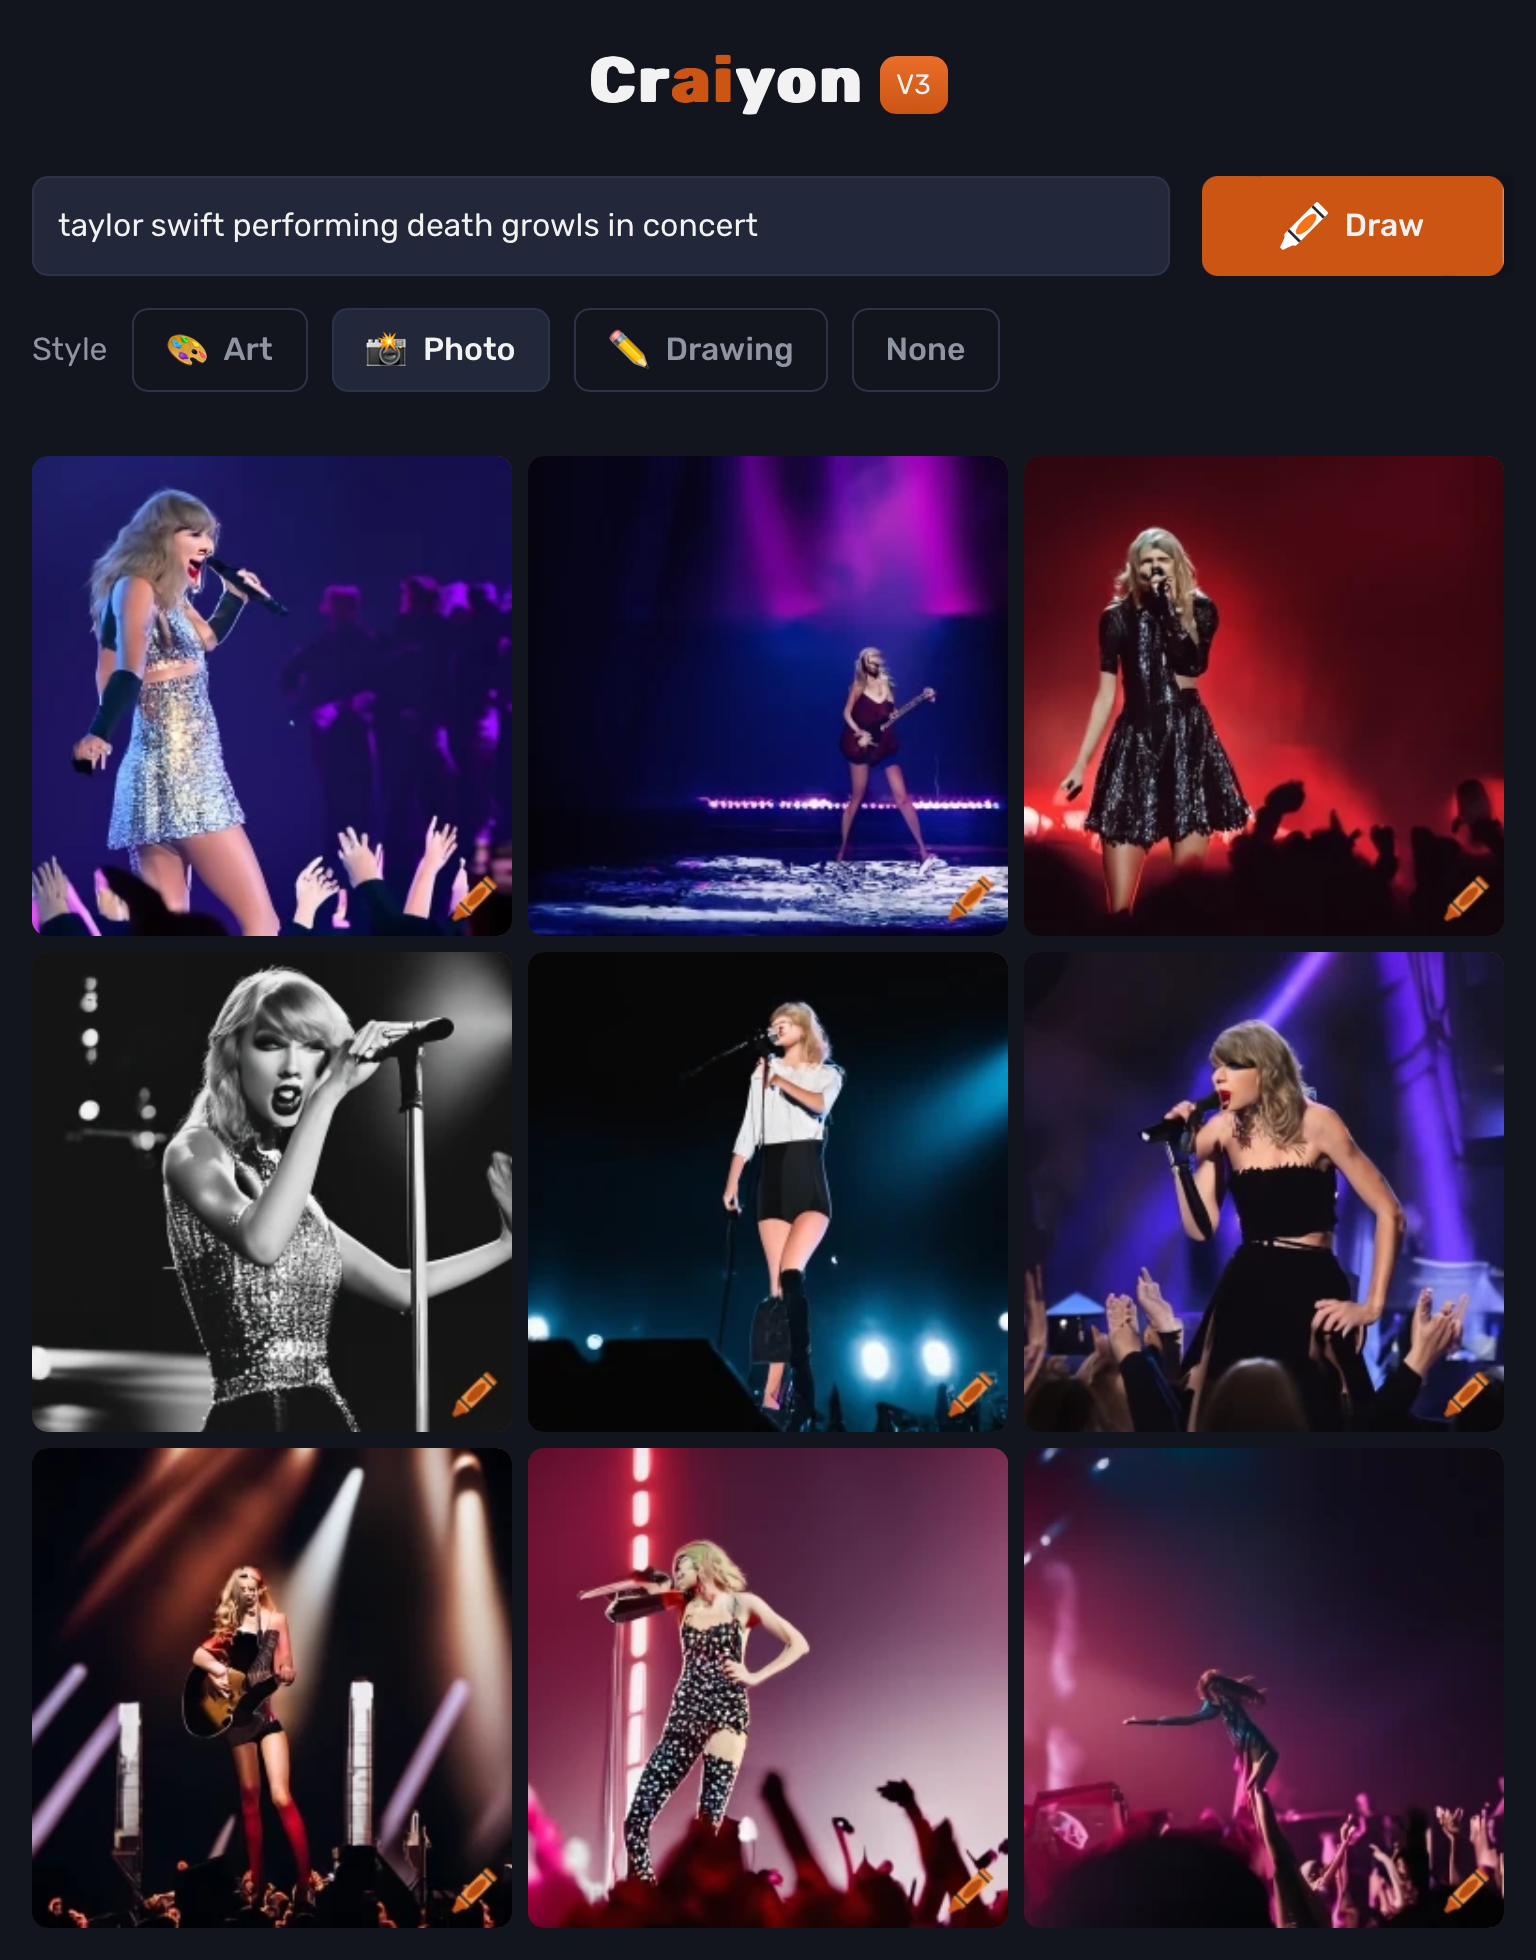 Craiyon V3
taylor swift performing death growls in concert
Draw
Style Art Photo Drawing None